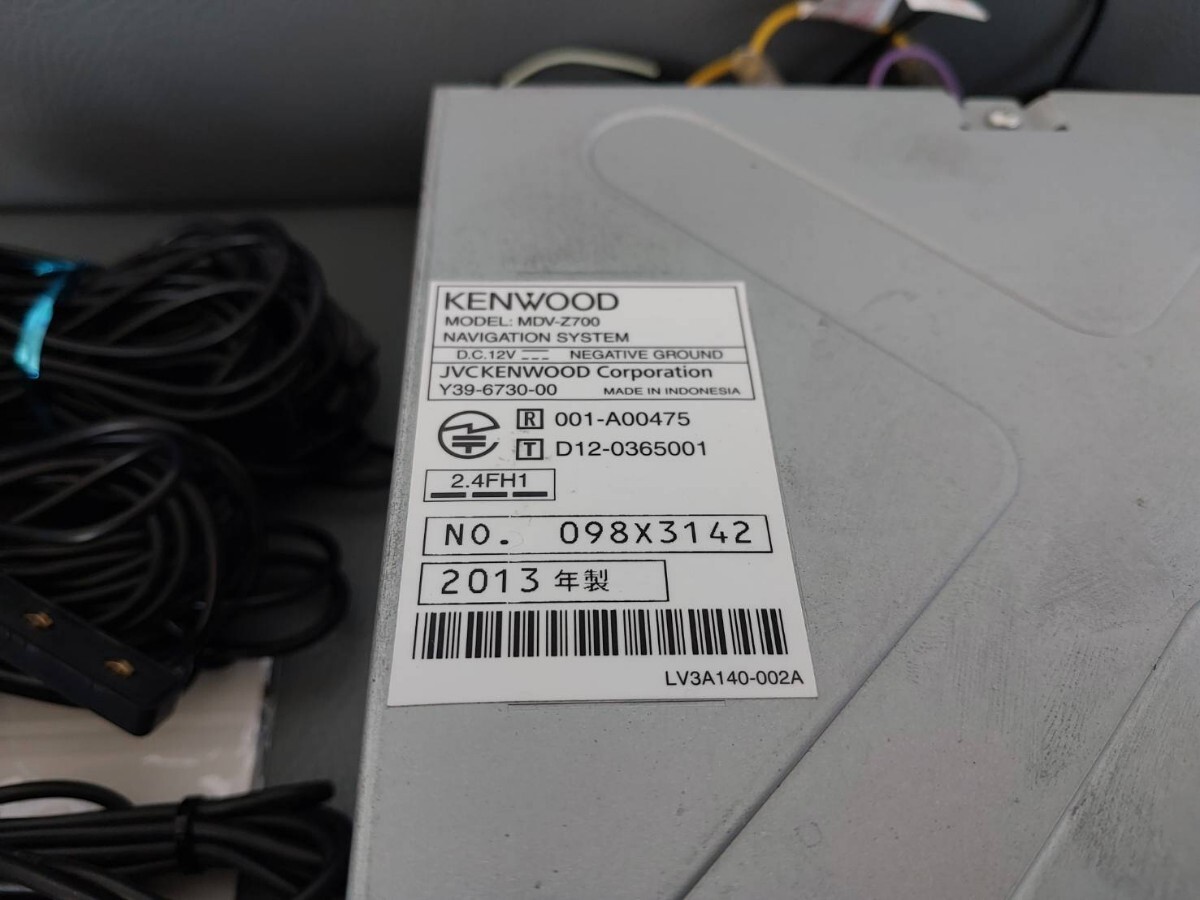 KENWOOD
MODEL: MDV-Z700
NAVIGATION SYSTEM
D.C.12V NEGATIVE GROUND
JVCKENWOOD Corporation
Y39-6730-00 MADE IN INDONESIA
R 001-A00475
T D12-0365001
2.4FH1
NO. 098X3142
2013 年製
LV3A140-002A